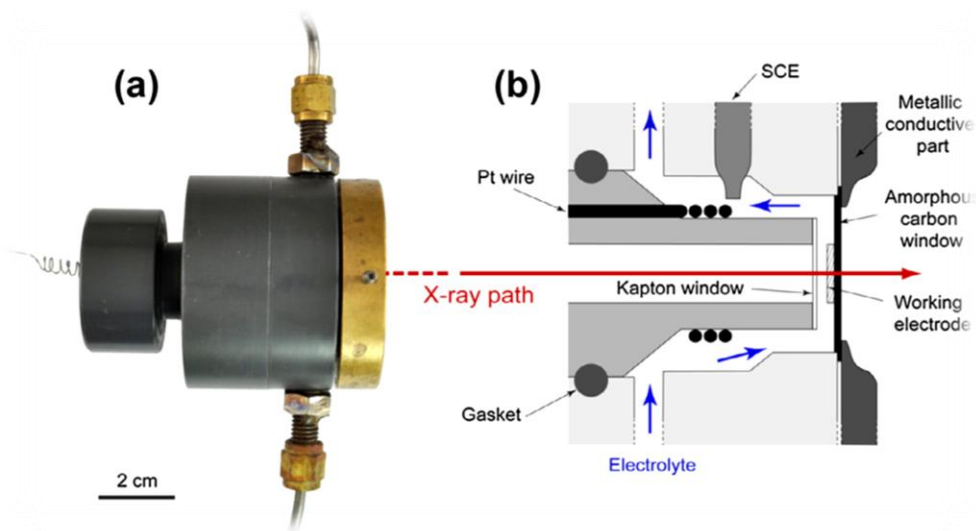 (a)
2 cm
X-ray path
(b)
SCE
Metallic
conductive
part
Pt wire
Amorphous
carbon
window
Kapton window
Working
electrode
Gasket
Electrolyte